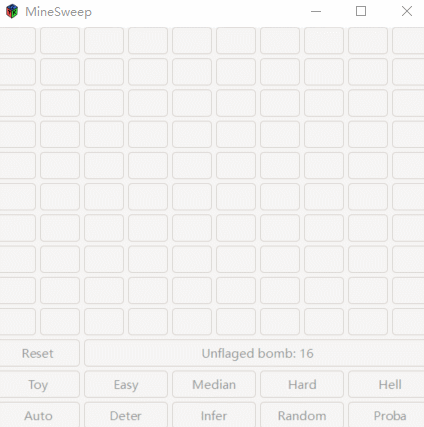 MineSweep
Reset Unflaged bomb: 16
Toy Easy Median Hard Hell
Auto Deter Infer Random Proba